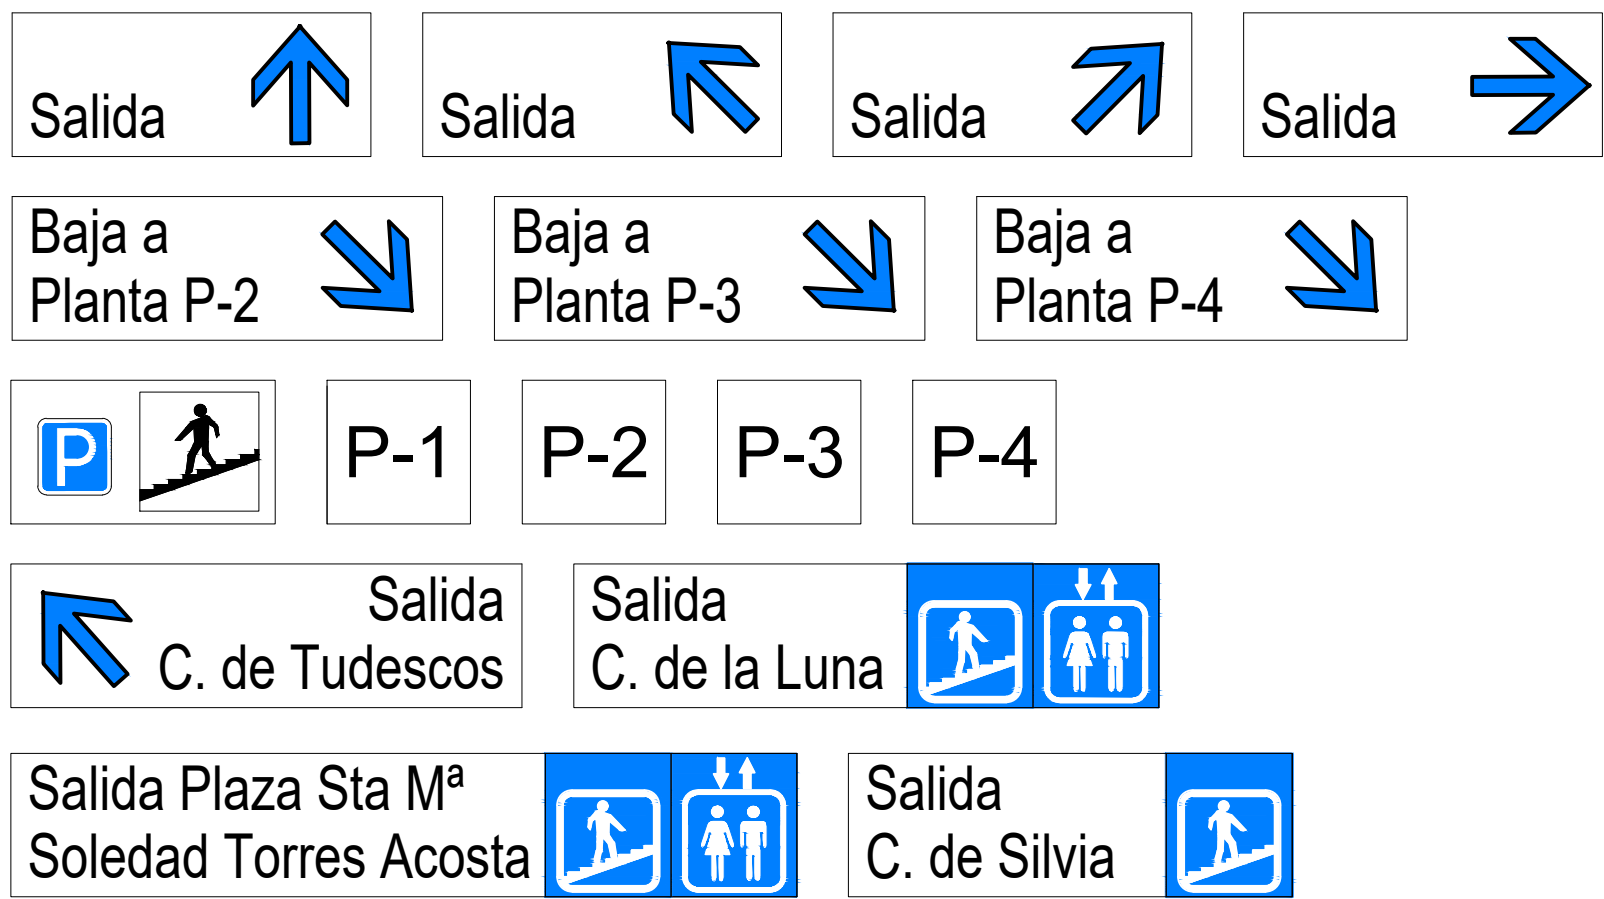 Salida
Salida
Salida
Salida
Baja a
Planta P-2
Baja a
Planta P-3
Baja a
Planta P-4
P
P-1
P-2
P-3
P-4
Salida
C. de Tudescos
Salida
C. de la Luna
Salida Plaza Sta Mª
Soledad Torres Acosta
Salida
C. de Silvia